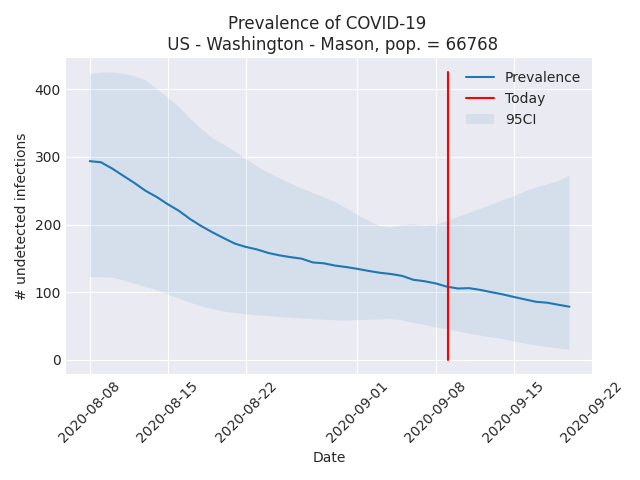 Prevalence of COVID-19
US - Washington - Mason, pop. = 66768
Prevalence
Today
95CI
# undetected infections
400
300
200
100
0
2020-08-08
2020-08-15
2020-08-22
2020-09-01
2020-09-08
2020-09-15
2020-09-22
Date